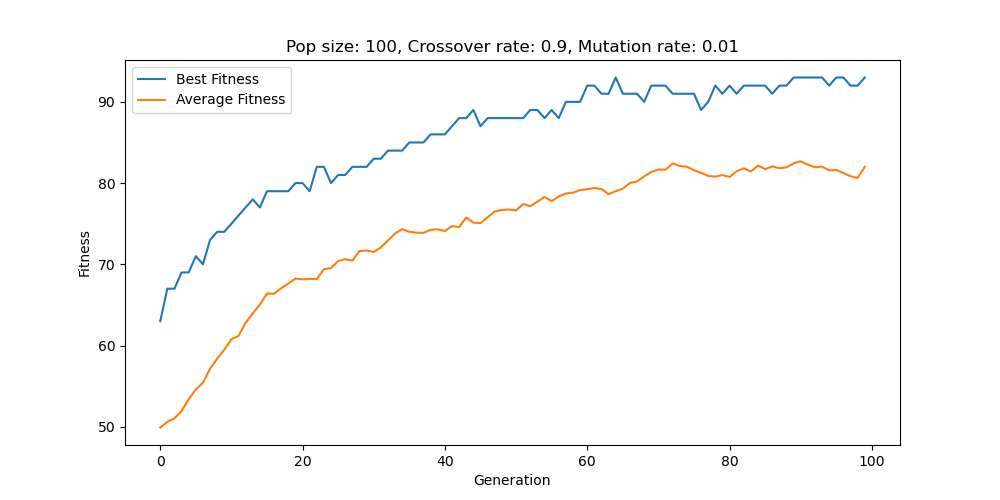 Pop size: 100, Crossover rate: 0.9, Mutation rate: 0.01
Best Fitness
Average Fitness
90
80
70
60
50
Fitness
0 20 40 60 80 100
Generation